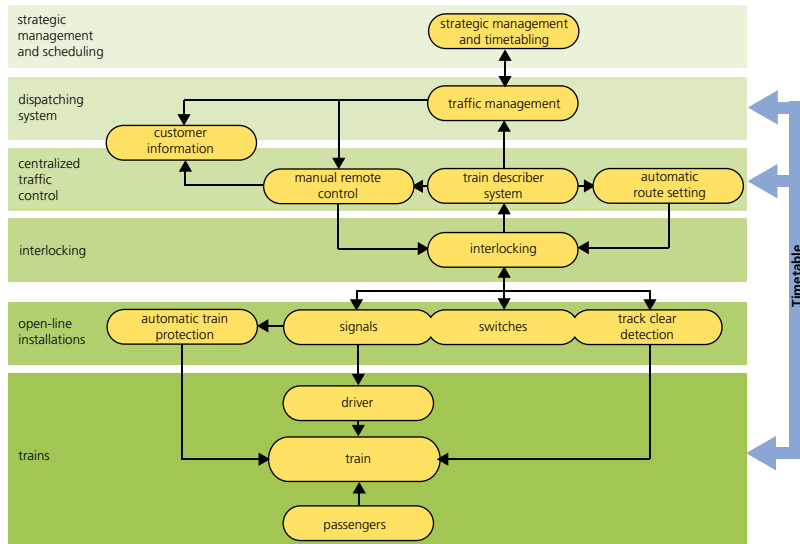 strategic
management
and scheduling
strategic management
and timetabling
dispatching
system
traffic management
customer
information
centralized
traffic
control
manual remote
control
train describer
system
automatic
route setting
interlocking
interlocking
open-line
installations
automatic train
protection
signals
switches
track clear
detection
trains
driver
train
passengers
Timetable